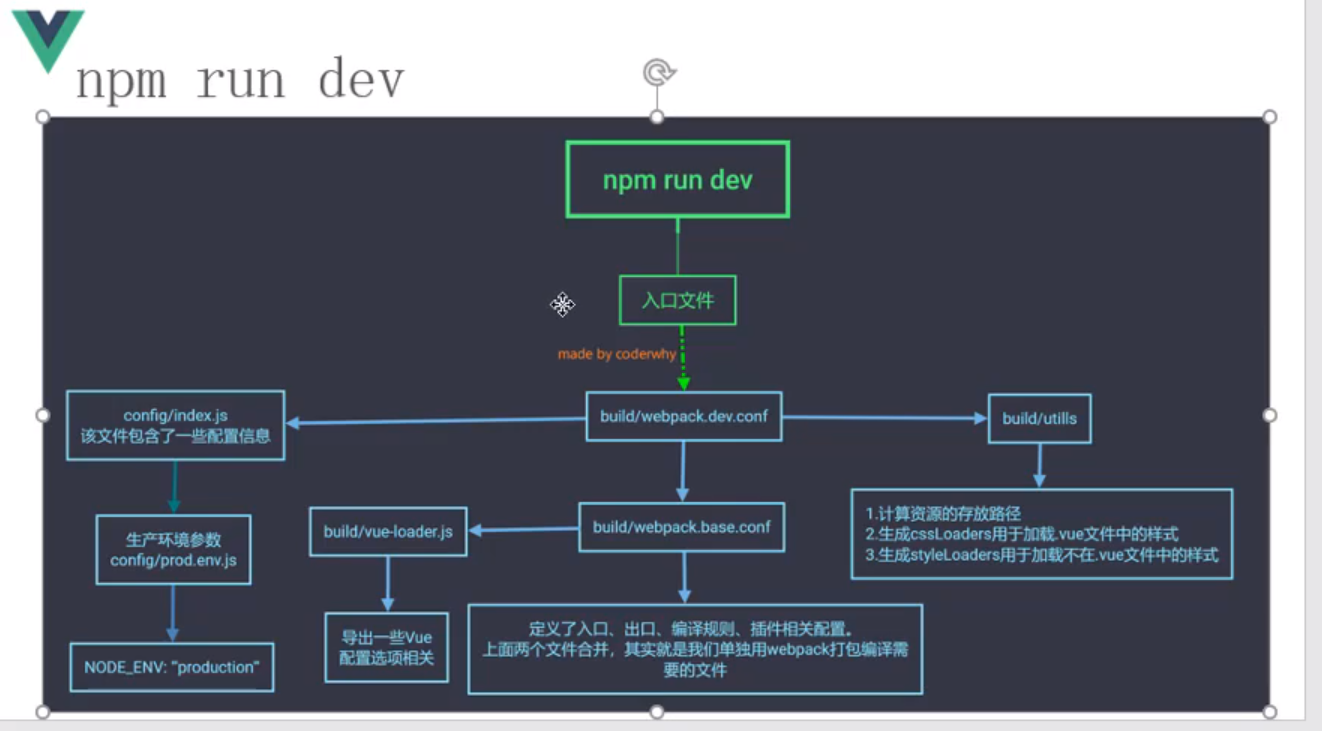 npm run dev
npm run dev
入口文件
made by coderwhy
config/index.js
该文件包含了一些配置信息
build/webpack.dev.conf
build/utills
生产环境参数
config/prod.env.js
build/vue-loader.js
build/webpack.base.conf
1.计算资源的存放路径
2.生成cssLoaders用于加载.vue文件中的样式
3.生成styleLoaders用于加载不在.vue文件中的样式
NODE_ENV: "production"
导出一些Vue
配置选项相关
定义了入口、出口、编译规则、插件相关配置。
上面两个文件合并，其实就是我们单独用webpack打包编译需
要的文件